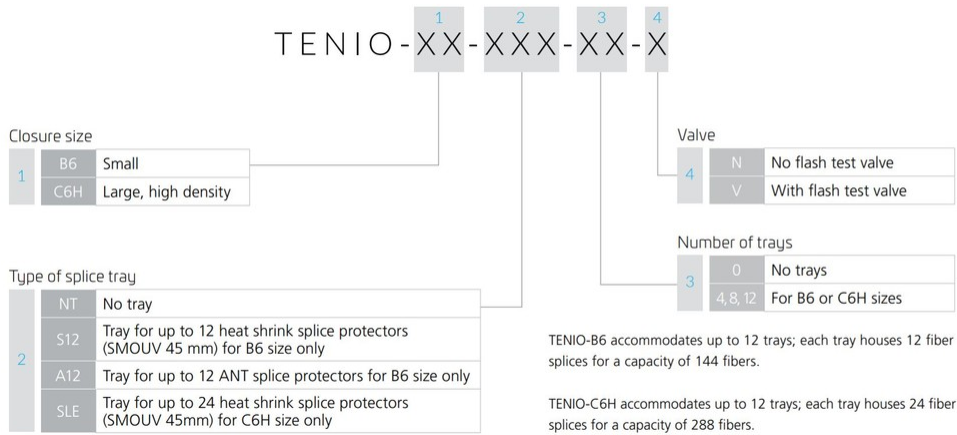 1 2 3 4
TENIO-XX-XXX-XX-X
Closure size
1
B6 Small
C6H Large, high density
Type of splice tray
2
NT No tray
S12 Tray for up to 12 heat shrink splice protectors
(SMOUV 45 mm) for B6 size only
A12 Tray for up to 12 ANT splice protectors for B6 size only
SLE Tray for up to 24 heat shrink splice protectors
(SMOUV 45mm) for C6H size only
Valve
4
N No flash test valve
V With flash test valve
Number of trays
3
0 No trays
4, 8, 12 For B6 or C6H sizes
TENIO-B6 accommodates up to 12 trays; each tray houses 12 fiber
splices for a capacity of 144 fibers.
TENIO-C6H accommodates up to 12 trays; each tray houses 24 fiber
splices for a capacity of 288 fibers.